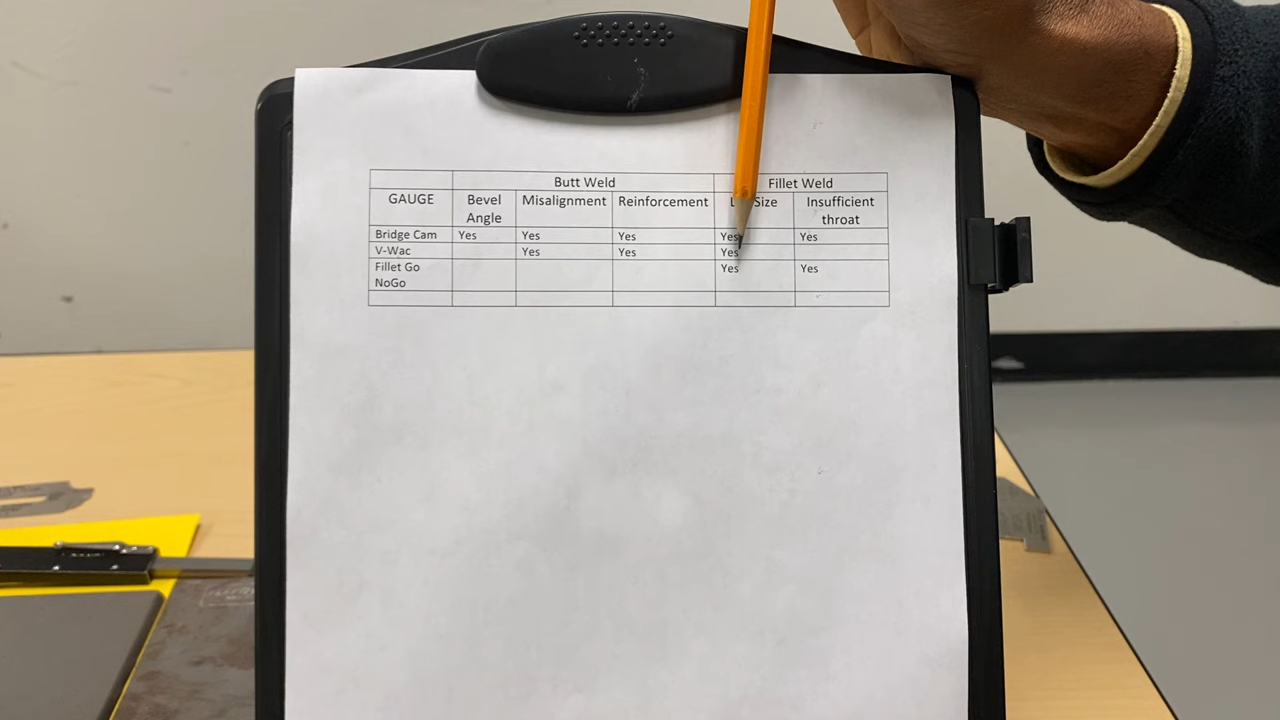 Butt Weld Fillet Weld
GAUGE Bevel Angle Misalignment Reinforcement Size Insufficient throat
Bridge Cam Yes Yes Yes Yes Yes
V-Wac Yes Yes Yes
Fillet Go NoGo Yes Yes